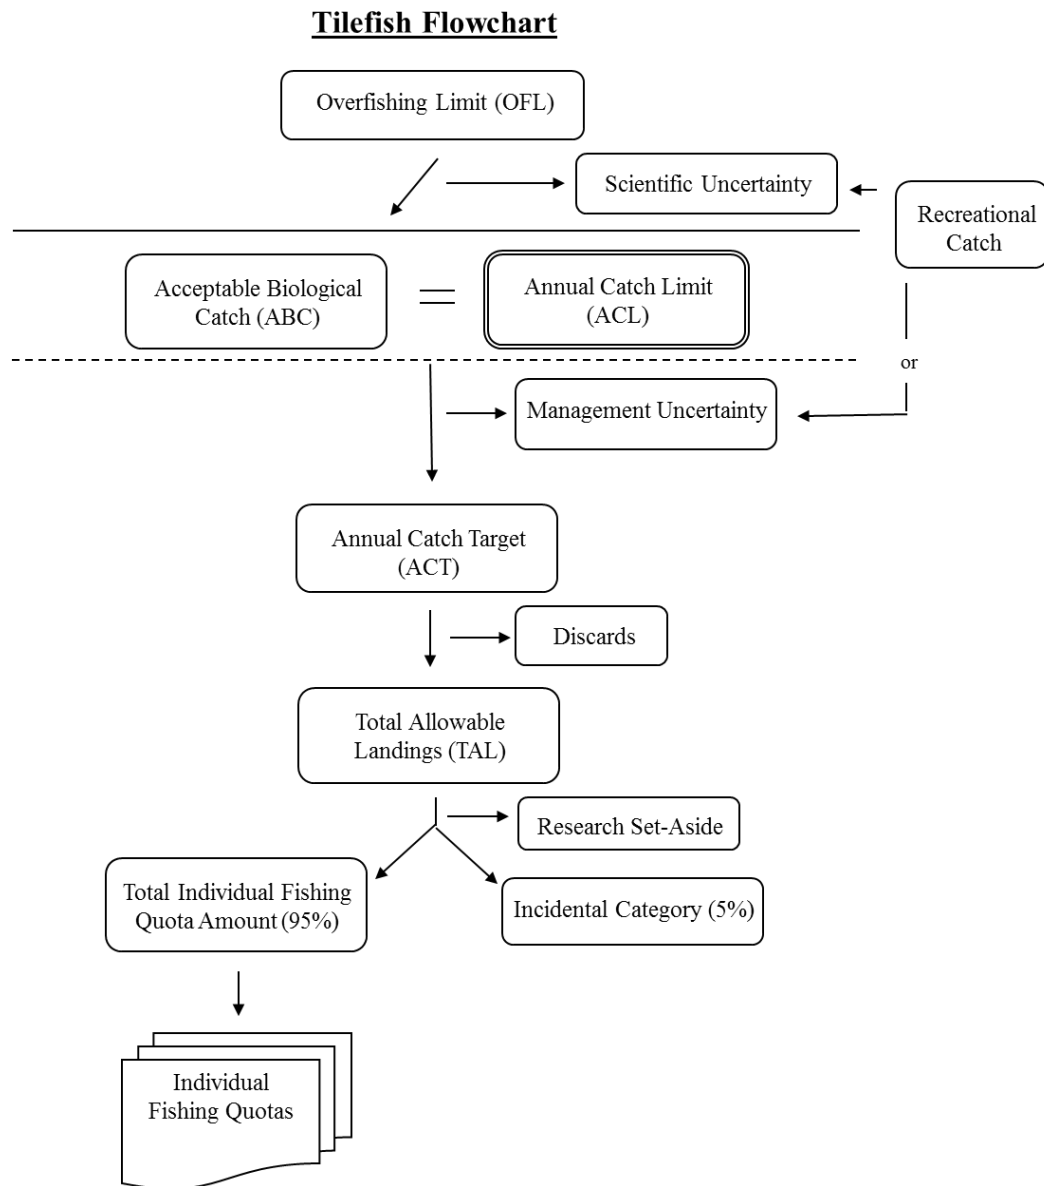 Tilefish Flowchart
Overfishing Limit (OFL)
Scientific Uncertainty
Recreational
Catch
Acceptable Biological
Catch (ABC)
Annual Catch Limit
(ACL)
or
Management Uncertainty
Annual Catch Target
(ACT)
Discards
Total Allowable
Landings (TAL)
Research Set-Aside
Total Individual Fishing
Quota Amount (95%)
Incidental Category (5%)
Individual
Fishing Quotas